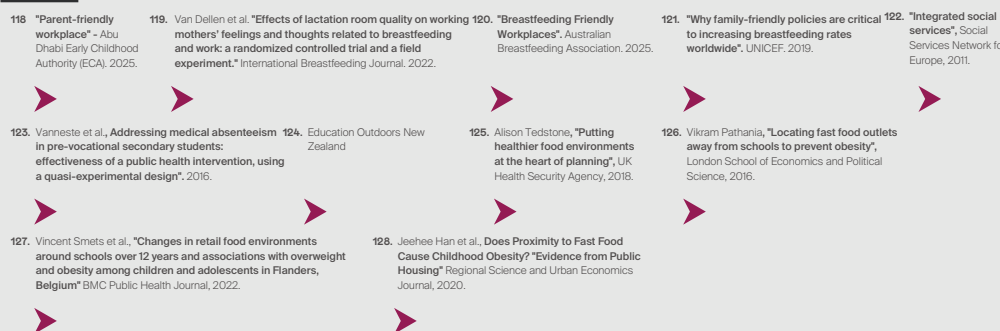 118 "Parent-friendly
workplace" - Abu
Dhabi Early Childhood
Authority (ECA). 2025.
119. Van Dellen et al. "Effects of lactation room quality on working
mothers' feelings and thoughts related to breastfeeding
and work: a randomized controlled trial and a field
experiment." International Breastfeeding Journal. 2022.
120. "Breastfeeding Friendly
Workplaces". Australian
Breastfeeding Association. 2025.
121. "Why family-friendly policies are critical
to increasing breastfeeding rates
worldwide". UNICEF. 2019.
122. "Integrated social
services", Social
Services Network fo
Europe, 2011.
123. Vanneste et al., Addressing medical absenteeism
in pre-vocational secondary students:
effectiveness of a public health intervention, using
a quasi-experimental design". 2016.
124. Education Outdoors New
Zealand
125. Alison Tedstone, "Putting
healthier food environments
at the heart of planning", UK
Health Security Agency, 2018.
126. Vikram Pathania, "Locating fast food outlets
away from schools to prevent obesity",
London School of Economics and Political
Science, 2016.
127. Vincent Smets et al., "Changes in retail food environments
around schools over 12 years and associations with overweight
and obesity among children and adolescents in Flanders,
Belgium" BMC Public Health Journal, 2022.
128. Jeehee Han et al., Does Proximity to Fast Food
Cause Childhood Obesity? "Evidence from Public
Housing" Regional Science and Urban Economics
Journal, 2020.